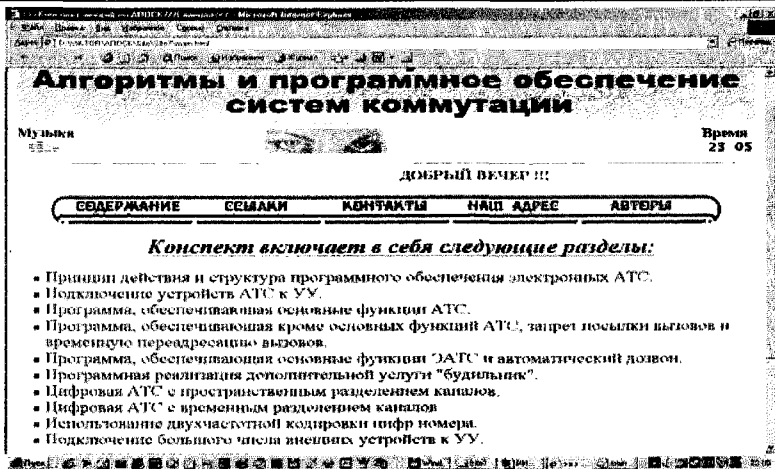 Microsoft Internet Explorer
Алгоритмы и программное обеспечение
систем коммутации
Музыка
Время
23 05
ДОБРЫЙ ВЕЧЕР !!!
СОДЕРЖАНИЕ ССЫЛКИ КОНТАКТЫ НАШ АДРЕС АВТОРЫ
Конспект включает в себя следующие разделы:
Принцип действия и структура программного обеспечения электронных АТС.
Подключение устройств АТС к УУ.
Программа, обеспечивающая основные функции АТС.
Программа, обеспечивающая кроме основных функций АТС, запрет посылки вызовов и
временную переадресацию вызовов.
Программа, обеспечивающая основные функции ЭАТС и автоматический дозвон.
Программная реализация дополнительной услуги "будильник".
Цифровая АТС с пространственным разделением каналов.
Цифровая АТС с временным разделением каналов
Использование двухчастотной кодировки цифр номера.
Подключение большого числа внешних устройств к УУ.